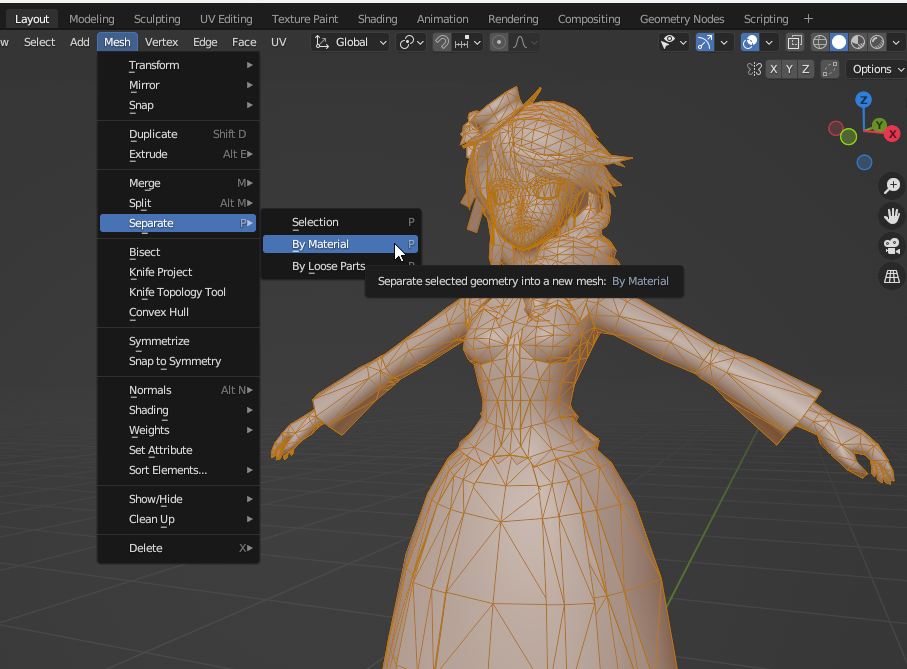 Layout Modeling Sculpting UV Editing Texture Paint Shading Animation Rendering Compositing Geometry Nodes Scripting +
w Select Add Mesh Vertex Edge Face UV Global
X Y Z Options
Transform
Mirror
Snap
Duplicate Shift D
Extrude Alt E
Merge M
Split Alt M
Separate P
Bisect
Knife Project
Knife Topology Tool
Convex Hull
Symmetrize
Snap to Symmetry
Normals Alt N
Shading
Weights
Set Attribute
Sort Elements...
Show/Hide
Clean Up
Delete X
Selection P
By Material P
By Loose Parts P
Separate selected geometry into a new mesh: By Material
Z
Y
X